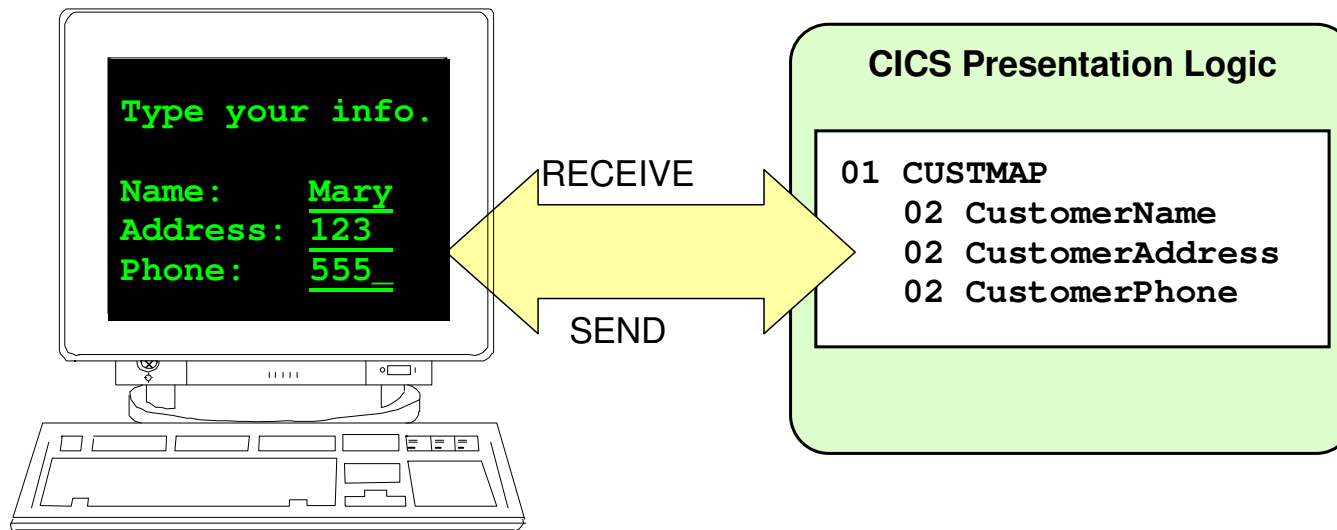 Type your info.
Name: Mary
Address: 123
Phone: 555_
RECEIVE
SEND
CICS Presentation Logic
01 CUSTMAP
02 CustomerName
02 CustomerAddress
02 CustomerPhone